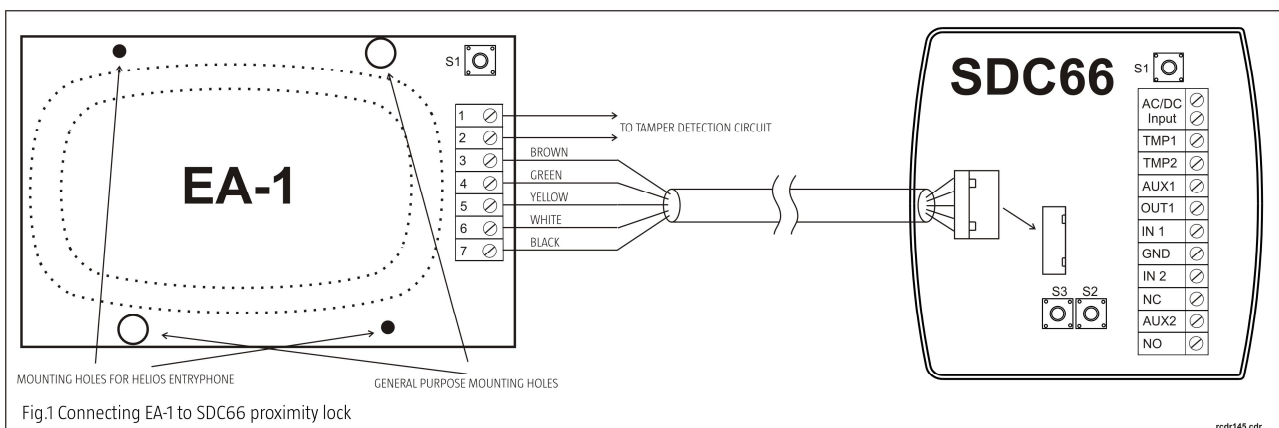 EA-1
S1
1
2
3
4
5
6
7
TO TAMPER DETECTION CIRCUIT
BROWN
GREEN
YELLOW
WHITE
BLACK
MOUNTING HOLES FOR HELIOS ENTRYPHONE
GENERAL PURPOSE MOUNTING HOLES
SDC66
S1
AC/DC
Input
TMP1
TMP2
AUX1
OUT1
IN 1
GND
IN 2
NC
AUX2
NO
S3 S2
Fig.1 Connecting EA-1 to SDC66 proximity lock
rcdr145.cdr